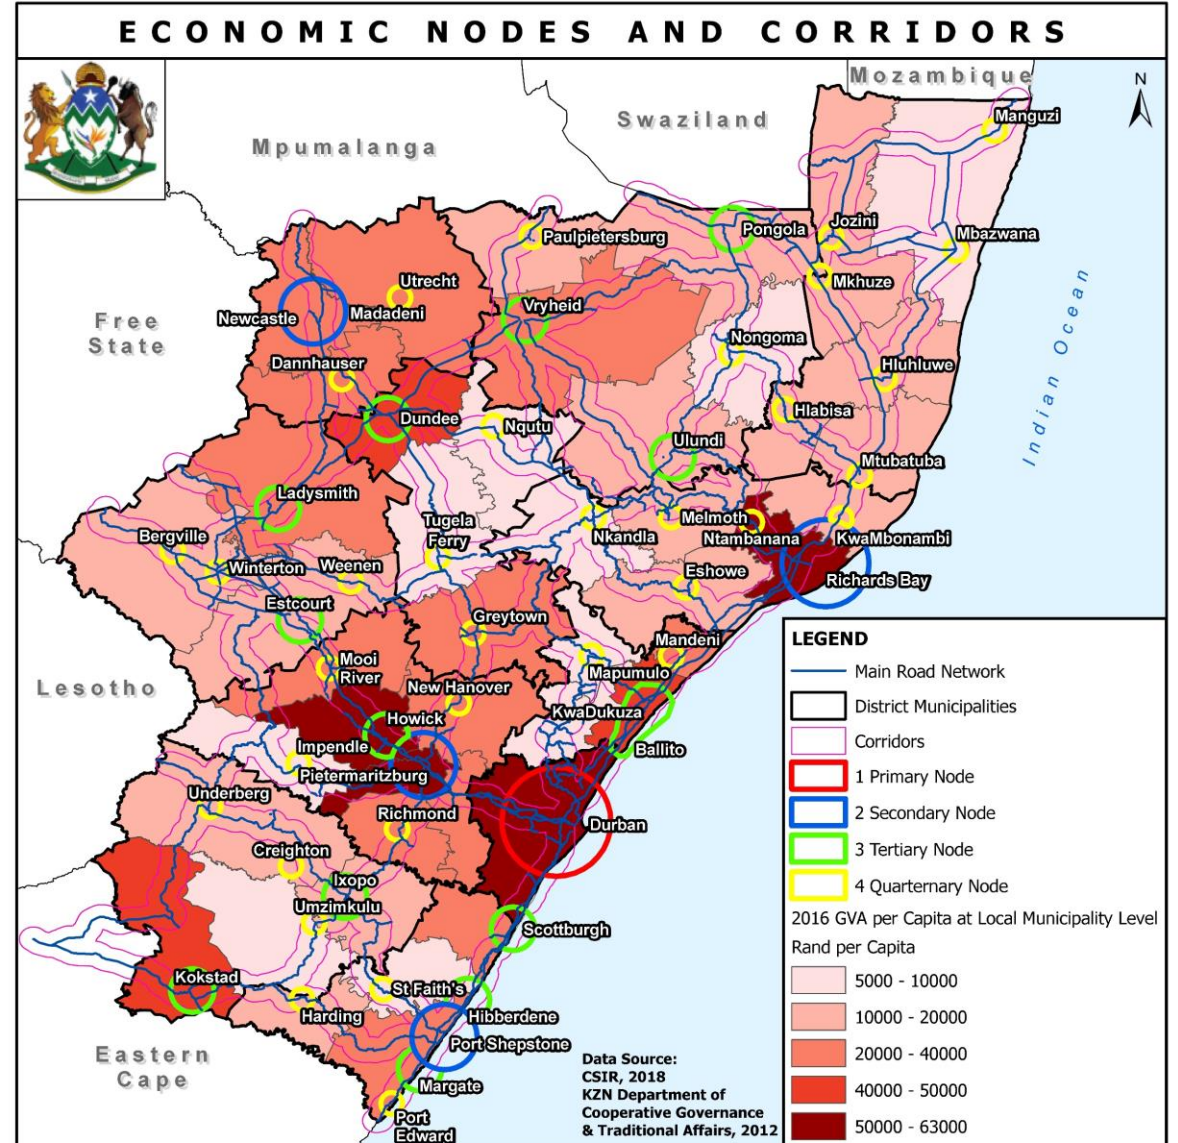 ECONOMIC NODES AND CORRIDORS
Mozambique
N
Swaziland
Manguzi
Mpumalanga
Jozini
Pongola
Mbazwana
Paulpietersburg
Mkhuze
Utrecht
Vryheid
Madadeni
Newcastle
Free
State
Nongoma
Dannhauser
Hluhluwe
Indian Ocean
Hlabisa
Dundee
Nqutu
Ulundi
Mtubatuba
Ladysmith
Tugela
Ferry
Melmoth
Bergville
Nkandla
Ntambanana
KwaMbonambi
Winterton
Weenen
Eshowe
Richards Bay
Estcourt
Greytown
Mandeni
Mooi
River
Mapumulo
Lesotho
New Hanover
KwaDukuza
Howick
Impendle
Ballito
Pietermaritzburg
Underberg
Richmond
Durban
Creighton
Ixopo
Umzimkulu
Scottburgh
Kokstad
St Faith's
Harding
Hibberdene
Port Shepstone
Eastern
Cape
Margate
Port
Edward
Data Source:
CSIR, 2018
KZN Department of
Cooperative Governance
& Traditional Affairs, 2012
LEGEND
Main Road Network
District Municipalities
Corridors
1 Primary Node
2 Secondary Node
3 Tertiary Node
4 Quarternary Node
2016 GVA per Capita at Local Municipality Level
Rand per Capita
5000 - 10000
10000 - 20000
20000 - 40000
40000 - 50000
50000 - 63000